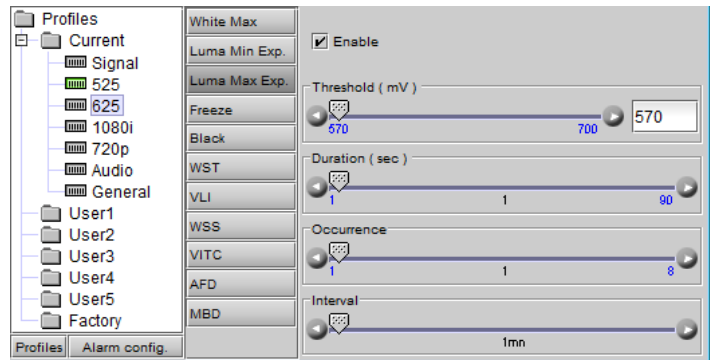 Profiles
Current
Signal
525
625
1080i
720p
Audio
General
User1
User2
User3
User4
User5
Factory
Profiles Alarm config.
White Max
Luma Min Exp.
Luma Max Exp.
Freeze
Black
WST
VLI
WSS
VITC
AFD
MBD
Enable
Threshold ( mV )
570 700 570
Duration ( sec )
1 1 90
Occurrence
1 1 8
Interval
1mn